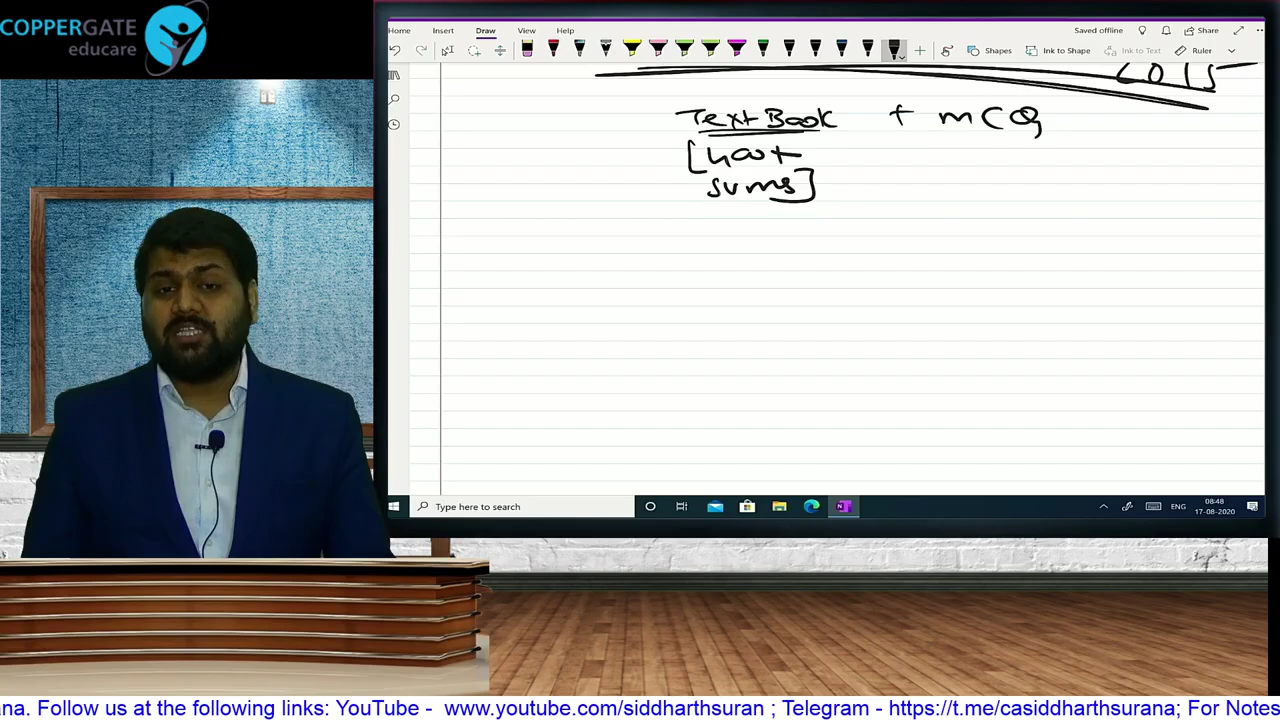 COPPERGATE
educare
Home Insert Draw View Help Saved offline Share
Shapes Ink to Shape Ink to Text Ruler
2015
Text Book + mCQ
[
sums]
Type here to search
ENG
08:48
17-08-2020
na. Follow us at the following links: YouTube - www.youtube.com/siddharthsuran ; Telegram - https://t.me/casiddharthsurana; For Notes